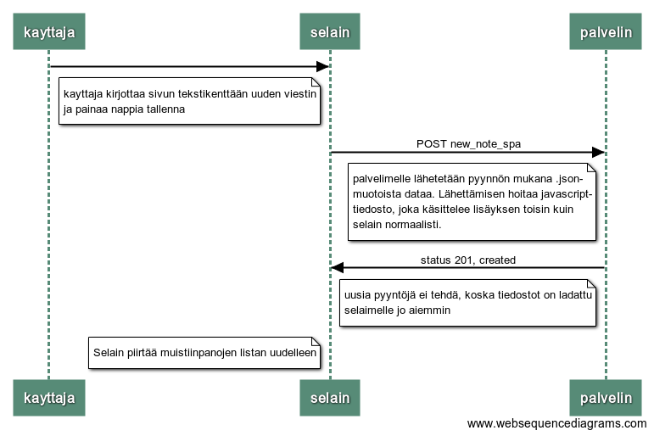 kayttaja
selain
palvelin
kayttaja kirjottaa sivun tekstikenttään uuden viestin
ja painaa nappia tallenna
POST new_note_spa
palvelimelle lähetetään pyynnön mukana .json-
muotoista dataa. Lähettämisen hoitaa javascript-
tiedosto, joka käsittelee lisäyksen toisin kuin
selain normaalisti.
status 201, created
uusia pyyntöjä ei tehdä, koska tiedostot on ladattu
selaimelle jo aiemmin
Selain piirtää muistiinpanojen listan uudelleen
kayttaja
selain
palvelin
www.websequencediagrams.com